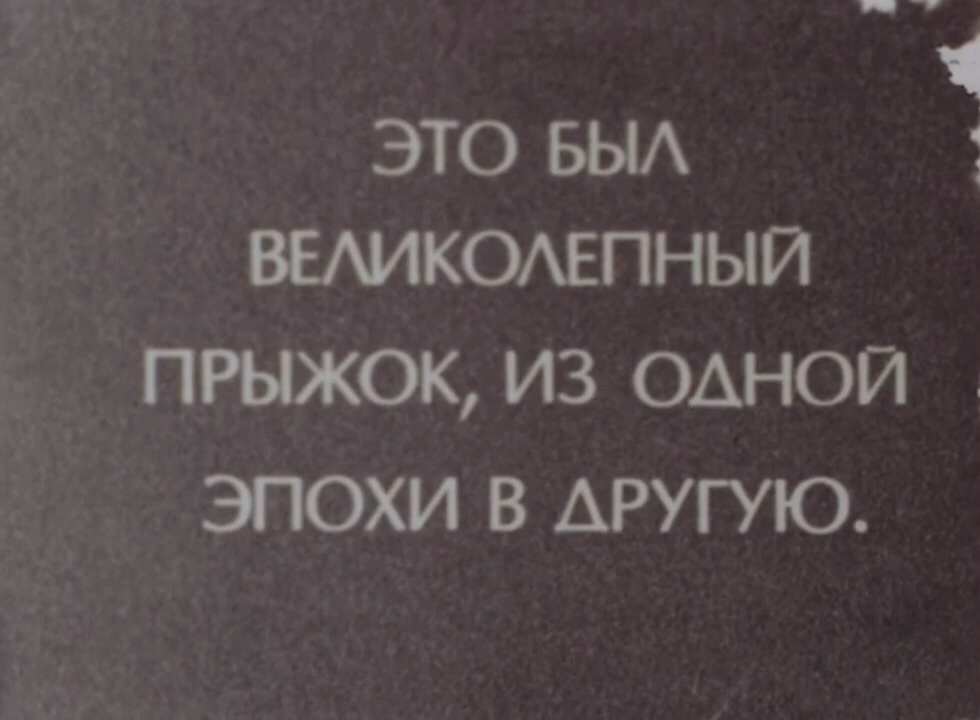 ЭТО БЫЛ
ВЕЛИКОЛЕПНЫЙ
ПРЫЖОК, ИЗ ОДНОЙ
ЭПОХИ В ДРУГУЮ.